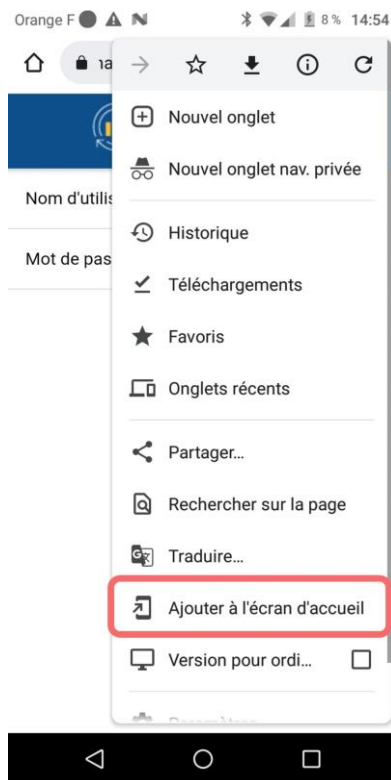 Orange F 8 % 14:54
Nouvel onglet
Nouvel onglet nav. privée
Nom d'utilis
Historique
Mot de pas
Téléchargements
Favoris
Onglets récents
Partager...
Rechercher sur la page
Traduire...
Ajouter à l'écran d'accueil
Version pour ordi...